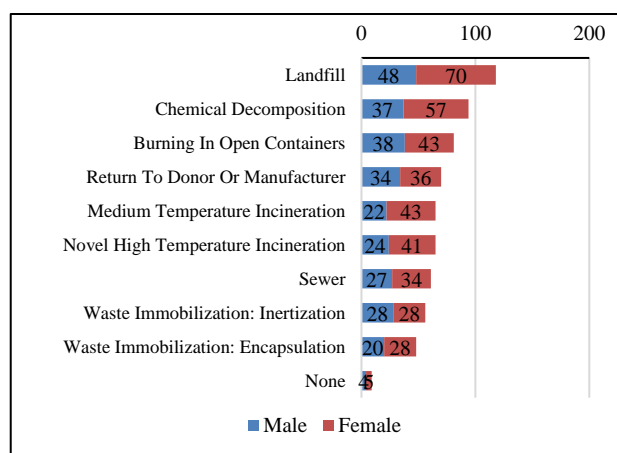 0 100 200
Landfill 48 70
Chemical Decomposition 37 57
Burning In Open Containers 38 43
Return To Donor Or Manufacturer 34 36
Medium Temperature Incineration 22 43
Novel High Temperature Incineration 24 41
Sewer 27 34
Waste Immobilization: Inertization 28 28
Waste Immobilization: Encapsulation 20 28
None 4 5
Male Female